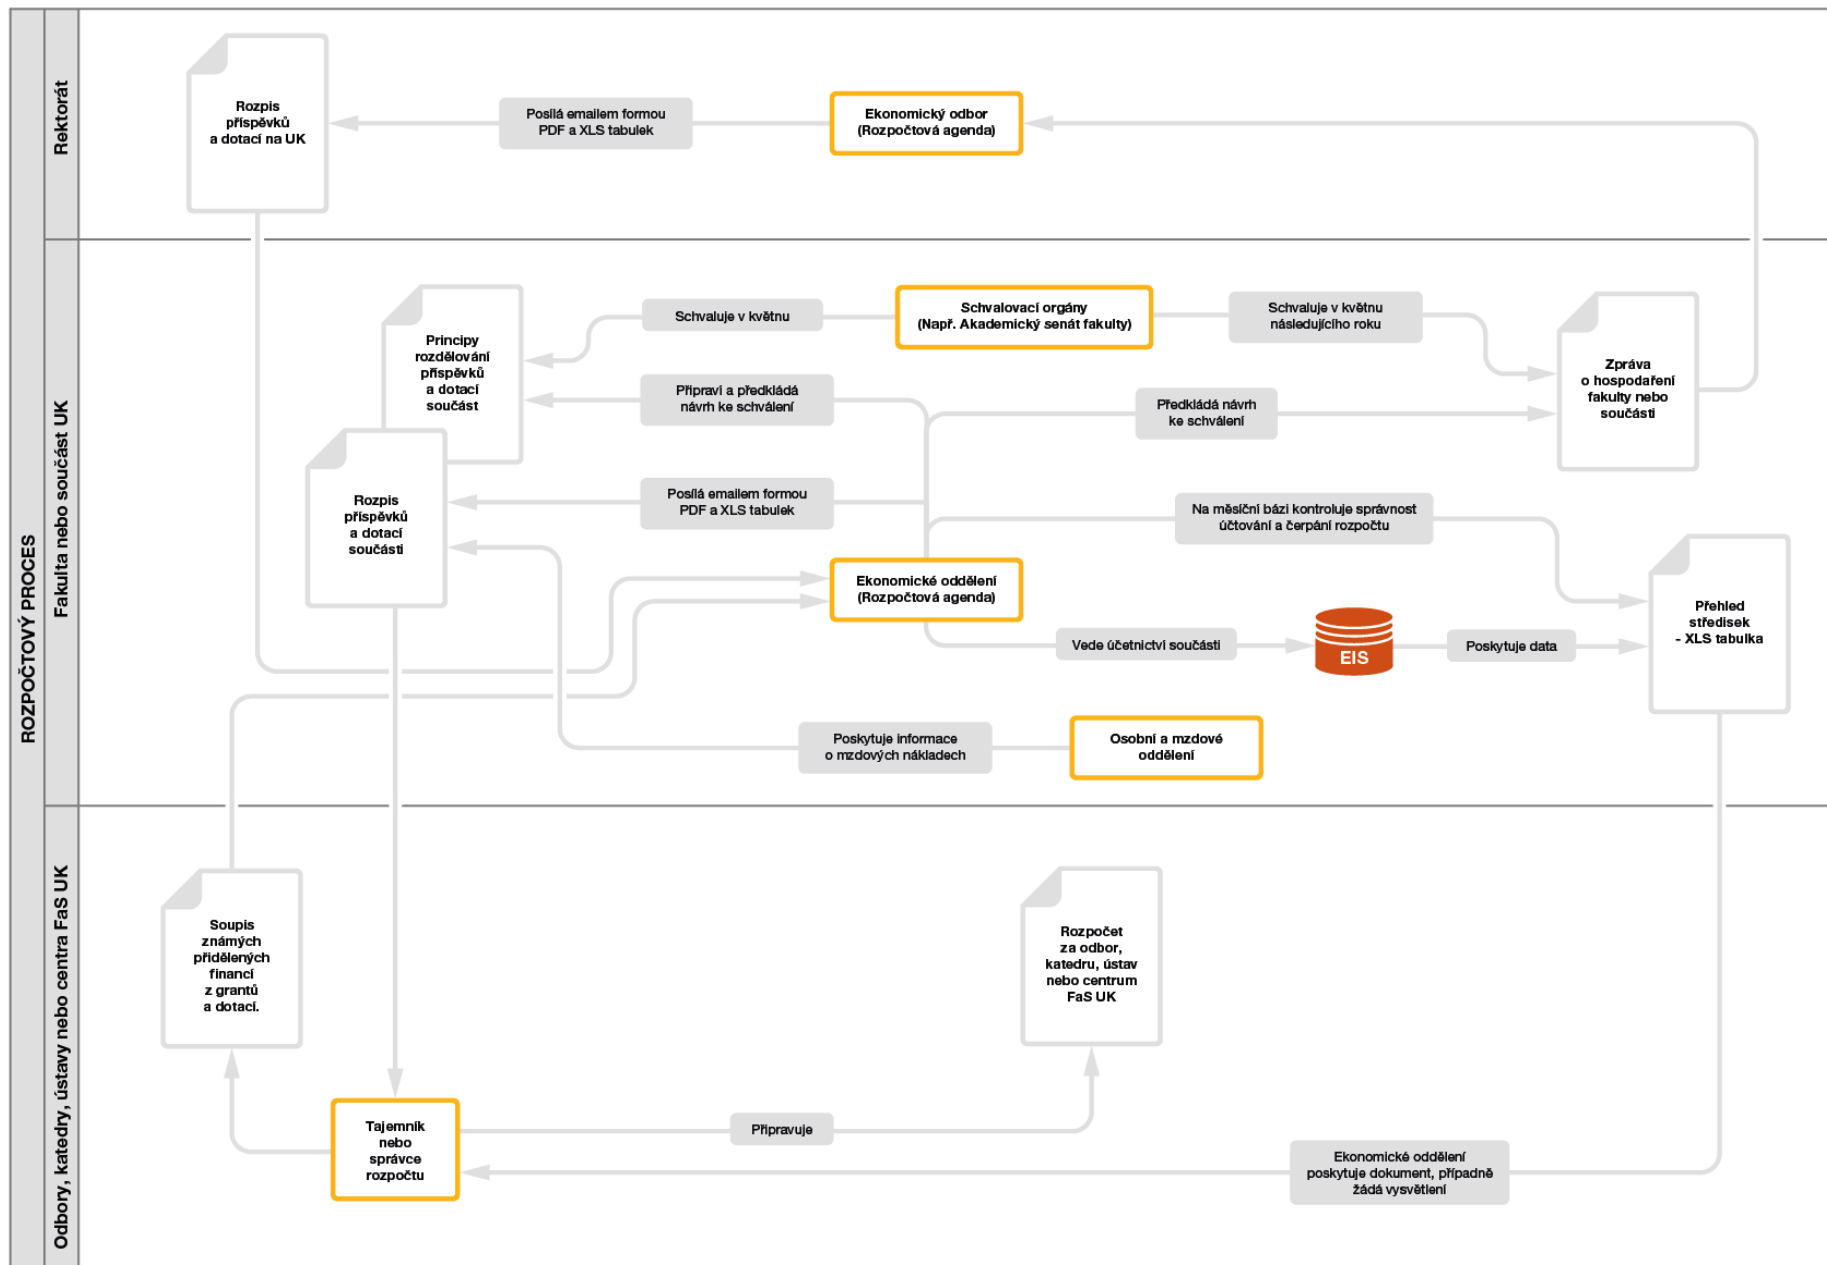 ROZPOČTOVÝ PROCES
Rektorát
Rozpis
příspěvků
a dotací na UK
Posílá emailem formou
PDF a XLS tabulek
Ekonomický odbor
(Rozpočtová agenda)
Fakulta nebo součást UK
Principy
rozdělování
příspěvků
a dotací
součást
Schvaluje v květnu
Schvalovací orgány
(Např. Akademický senát fakulty)
Schvaluje v květnu
následujícího roku
Zpráva
o hospodaření
fakulty nebo
součásti
Připraví a předkládá
návrh ke schválení
Předkládá návrh
ke schválení
Rozpis
příspěvků
a dotací
součásti
Posílá emailem formou
PDF a XLS tabulek
Na měsíční bázi kontroluje správnost
účtování a čerpání rozpočtu
Ekonomické oddělení
(Rozpočtová agenda)
Vede účetnictví součásti
EIS
Poskytuje data
Přehled
středisek
- XLS tabulka
Poskytuje informace
o mzdových nákladech
Osobní a mzdové
oddělení
Odbory, katedry, ústavy nebo centra FaS UK
Soupis
známých
přidělených
financí
z grantů
a dotací.
Rozpočet
za odbor,
katedru, ústav
nebo centrum
FaS UK
Tajemník
nebo
správce
rozpočtu
Připravuje
Ekonomické oddělení
poskytuje dokument, případně
žádá vysvětlení